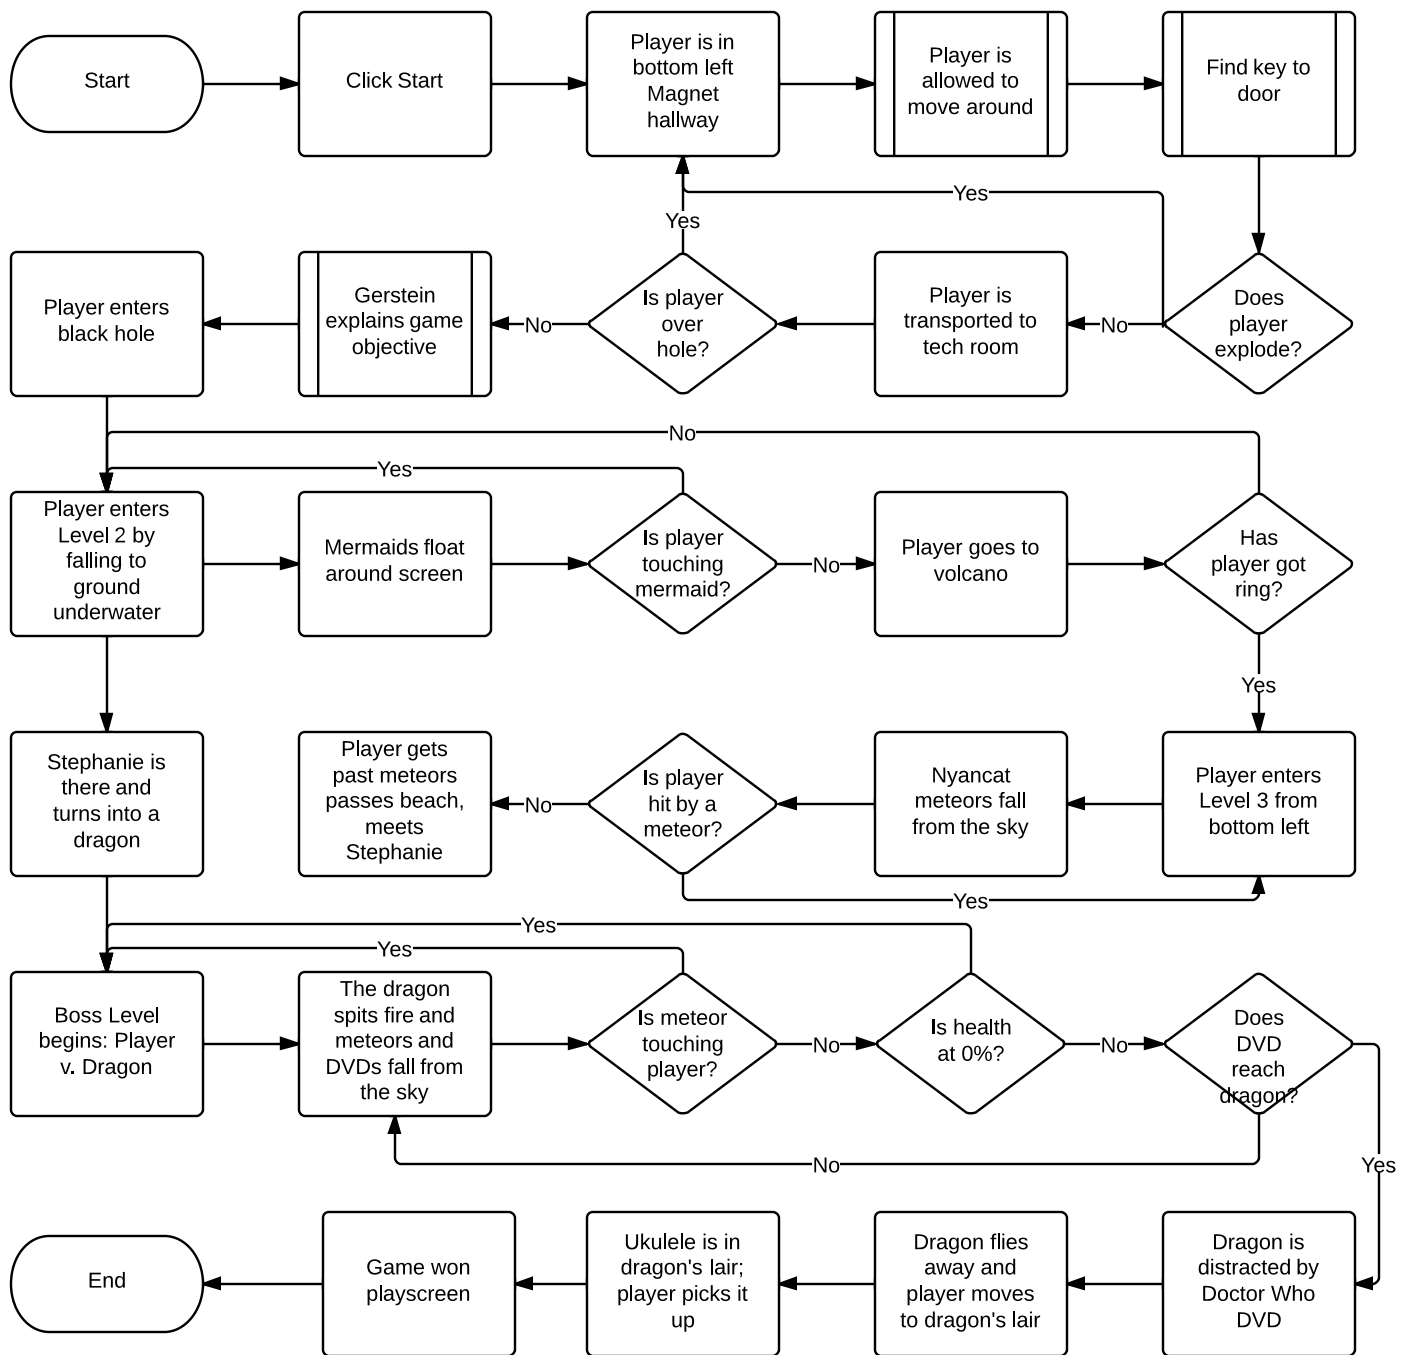 Start
Click Start
Player is in
bottom left
Magnet
hallway
Player is
allowed to
move around
Find key to
door
Yes
Yes
Player enters
black hole
Gerstein
explains game
objective
No
Is player
over
hole?
Player is
transported to
tech room
No
Does
player
explode?
No
Yes
Player enters
Level 2 by
falling to
ground
underwater
Mermaids float
around screen
Is player
touching
mermaid?
No
Player goes to
volcano
Has
player got
ring?
Yes
Stephanie is
there and
turns into a
dragon
Player gets
past meteors
passes beach,
meets
Stephanie
No
Is player
hit by a
meteor?
Nyancat
meteors fall
from the sky
Player enters
Level 3 from
bottom left
Yes
Yes
Yes
Boss Level
begins: Player
v. Dragon
The dragon
spits fire and
meteors and
DVDs fall from
the sky
Is meteor
touching
player?
No
Is health
at 0%?
No
Does
DVD
reach
dragon?
No
Yes
End
Game won
playscreen
Ukulele is in
dragon's lair;
player picks it
up
Dragon flies
away and
player moves
to dragon's lair
Dragon is
distracted by
Doctor Who
DVD